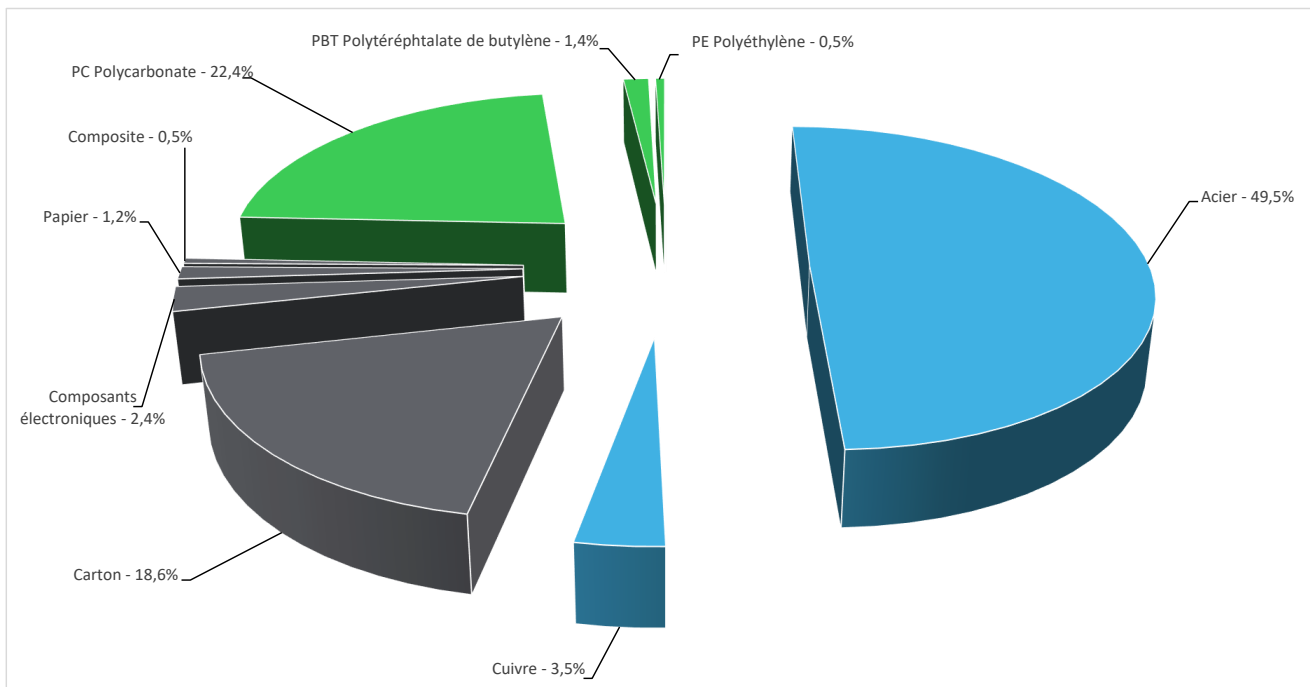 PBT Polytéréphtalate de butylène - 1,4%
PE Polyéthylène - 0,5%
PC Polycarbonate - 22,4%
Composite - 0,5%
Acier - 49,5%
Papier - 1,2%
Composants
électroniques - 2,4%
Carton - 18,6%
Cuivre - 3,5%